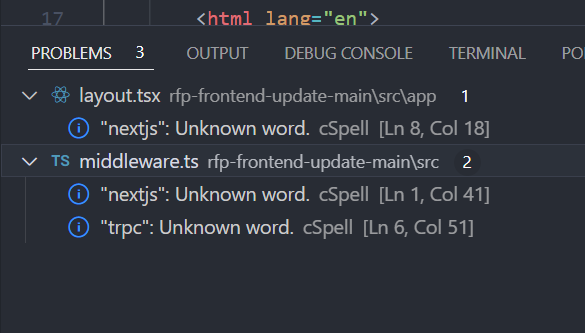 17 <html lang="en">
PROBLEMS 3 OUTPUT DEBUG CONSOLE TERMINAL PO
layout.tsx rfp-frontend-update-main\src\app 1
"nextjs": Unknown word. cSpell [Ln 8, Col 18]
TS middleware.ts rfp-frontend-update-main\src 2
"nextjs": Unknown word. cSpell [Ln 1, Col 41]
"trpc": Unknown word. cSpell [Ln 6, Col 51]